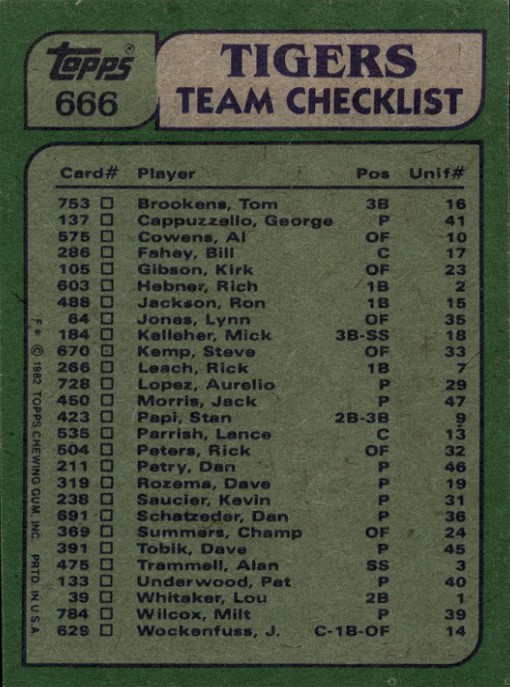 Topps
666
TIGERS
TEAM CHECKLIST
Card# Player Pos Unif#
753 Brookens, Tom 3B 16
137 Cappuzzello, George P 41
575 Cowens, Al OF 10
286 Fahey, Bill C 17
105 Gibson, Kirk OF 23
603 Hebner, Rich 1B 2
488 Jackson, Ron 1B 15
64 Jones, Lynn OF 35
184 Kelleher, Mick 3B-SS 18
670 Kemp, Steve OF 33
266 Leach, Rick 1B 7
728 Lopez, Aurelio P 29
450 Morris, Jack P 47
423 Papi, Stan 2B-3B 9
535 Parrish, Lance C 13
504 Peters, Rick OF 32
211 Petry, Dan P 46
319 Rozema, Dave P 19
238 Saucier, Kevin P 31
691 Schatzeder, Dan P 36
369 Summers, Champ OF 24
391 Tobik, Dave P 45
475 Trammell, Alan SS 3
133 Underwood, Pat P 40
39 Whitaker, Lou 2B 1
784 Wilcox, Milt P 39
629 Wockenfuss, J. C-1B-OF 14
F* © 1982 TOPPS CHEWING GUM, INC. PRTD. IN U.S.A.